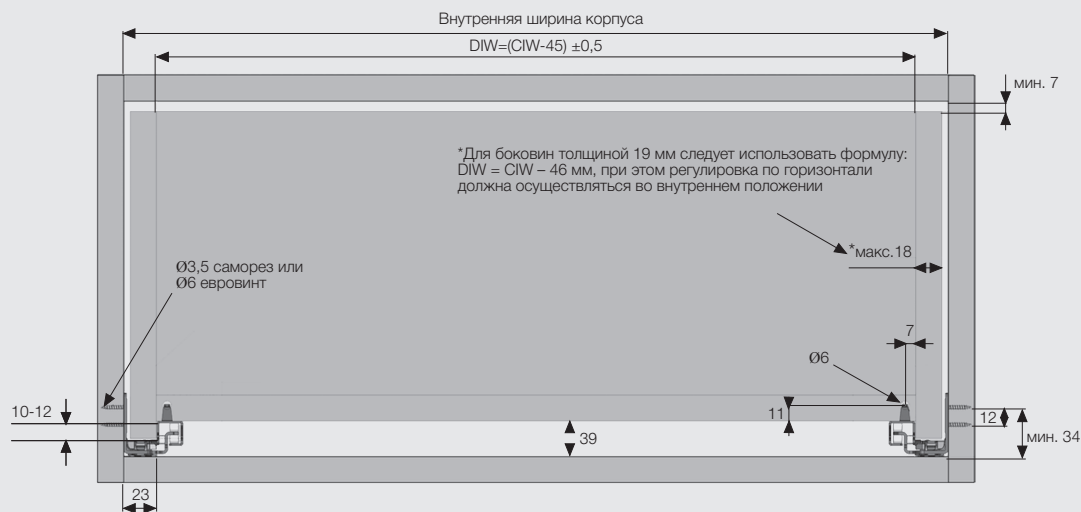 Внутренняя ширина корпуса
DIW=(CIW-45) ±0,5
мин. 7
*Для боковин толщиной 19 мм следует использовать формулу:
DIW = CIW – 46 мм, при этом регулировка по горизонтали
должна осуществляться во внутреннем положении
*макс.18
Ø3,5 саморез или
Ø6 евровинт
7
Ø6
10-12
11
12
39
мин. 34
23